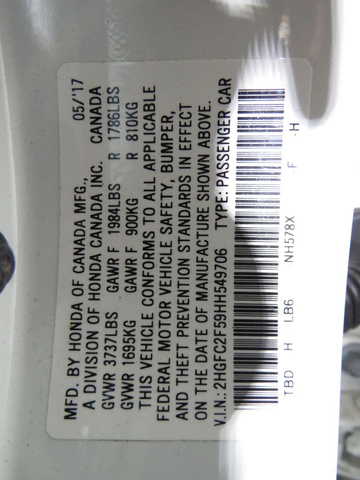 MFD. BY HONDA OF CANADA MFG., 05/'17
A DIVISION OF HONDA CANADA INC. CANADA
GVWR 3737LBS GAWR F 1984LBS R 1786LBS
GVWR 1695KG GAWR F 900KG R 810KG
THIS VEHICLE CONFORMS TO ALL APPLICABLE
FEDERAL MOTOR VEHICLE SAFETY, BUMPER,
AND THEFT PREVENTION STANDARDS IN EFFECT
ON THE DATE OF MANUFACTURE SHOWN ABOVE.
V.I.N.: 2HGFC2F59HH549706 TYPE: PASSENGER CAR
TBD H LB6 NH578X F -H